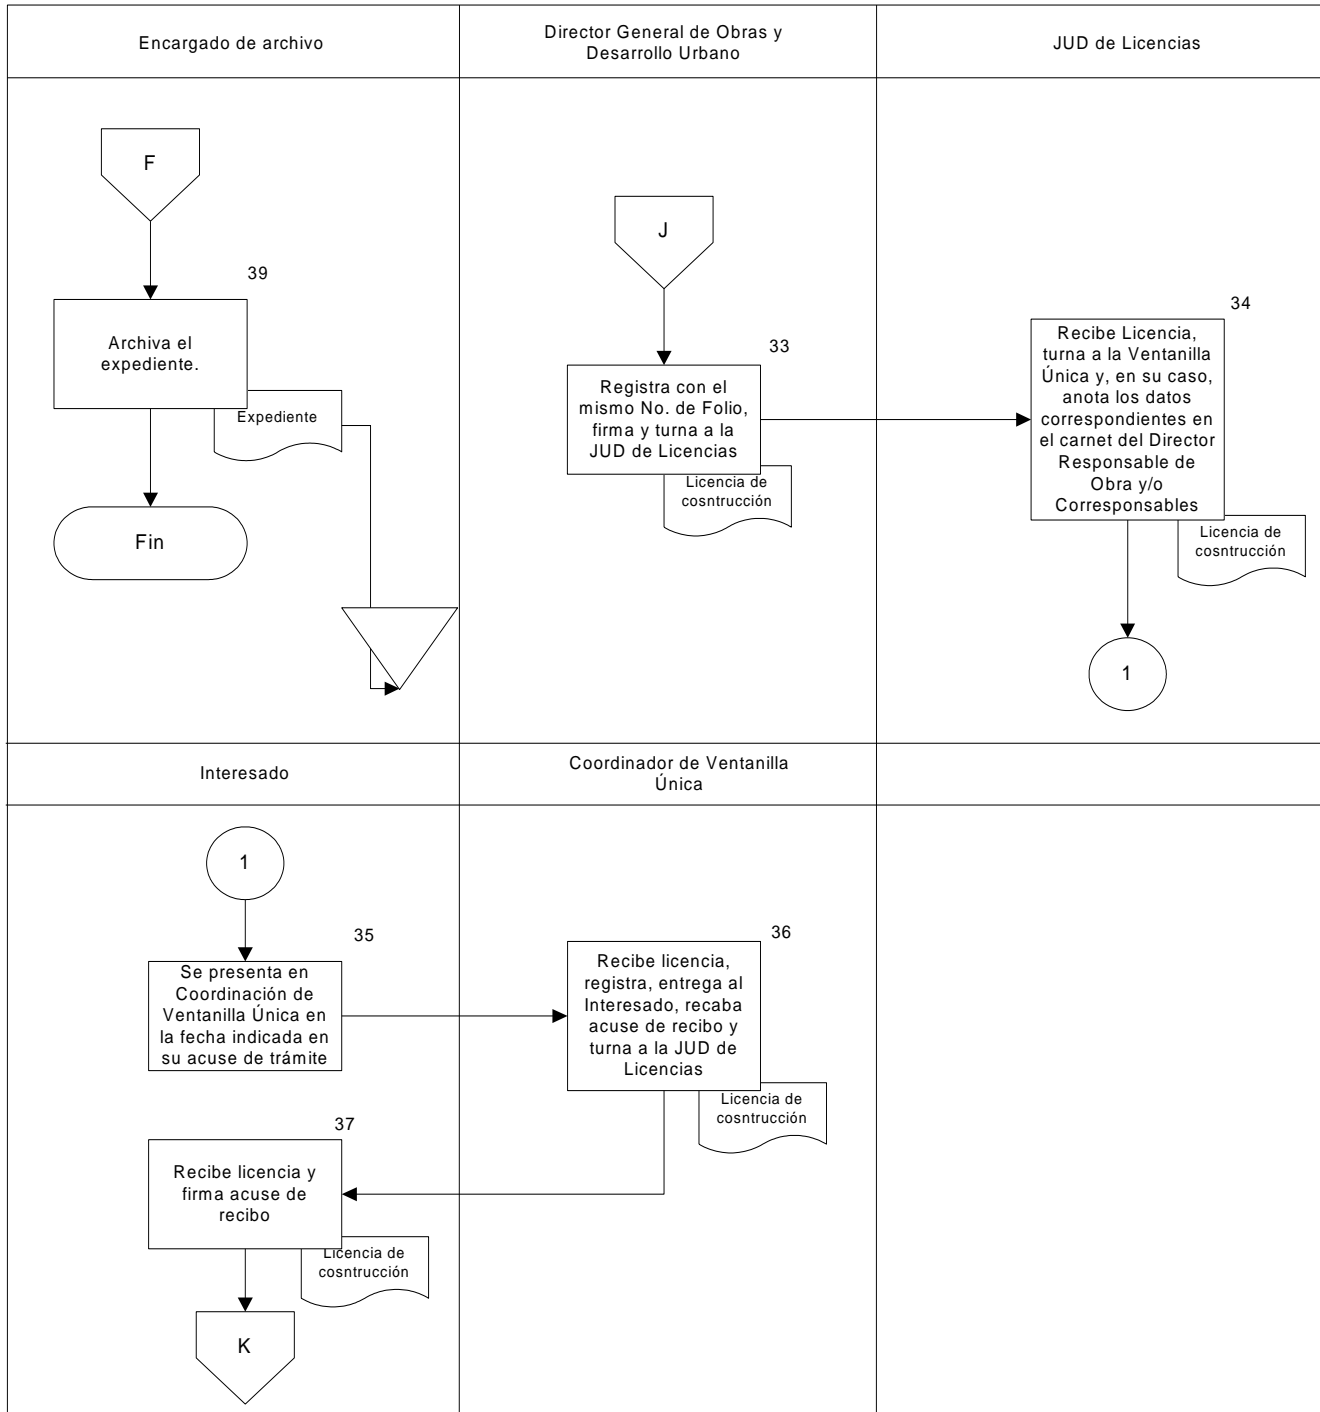 Encargado de archivo
Director General de Obras y
Desarrollo Urbano
JUD de Licencias
F
39
Archiva el
expediente.
Expediente
Fin
J
33
Registra con el
mismo No. de Folio,
firma y turna a la
JUD de Licencias
Licencia de
cosntrucción
34
Recibe Licencia,
turna a la Ventanilla
Única y, en su caso,
anota los datos
correspondientes en
el carnet del Director
Responsable de
Obra y/o
Corresponsables
Licencia de
cosntrucción
1
Interesado
Coordinador de Ventanilla
Única
1
35
Se presenta en
Coordinación de
Ventanilla Única en
la fecha indicada en
su acuse de trámite
36
Recibe licencia,
registra, entrega al
Interesado, recaba
acuse de recibo y
turna a la JUD de
Licencias
Licencia de
cosntrucción
37
Recibe licencia y
firma acuse de
recibo
Licencia de
cosntrucción
K